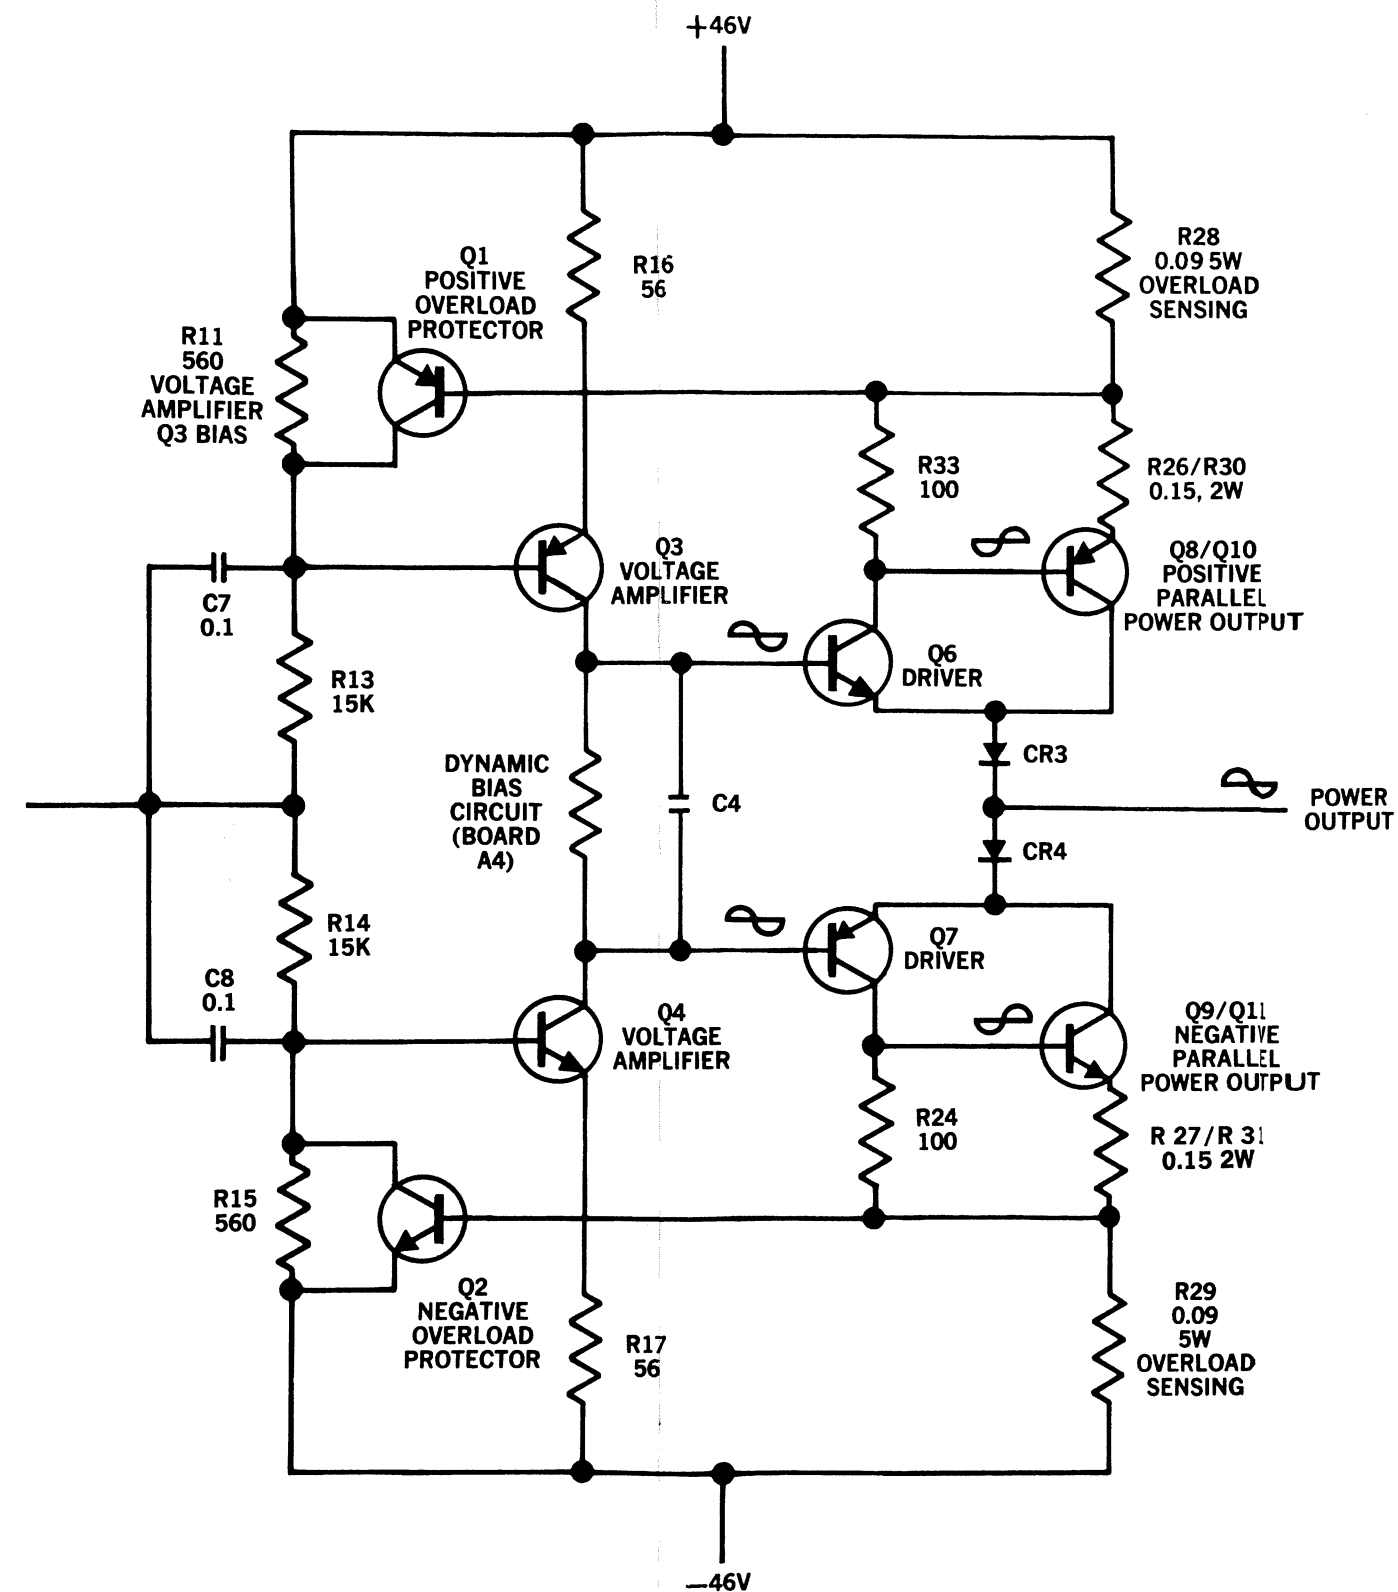 +46V
R28
0.09 5W
OVERLOAD
SENSING
Q1
POSITIVE
OVERLOAD
PROTECTOR
R16
56
R11
560
VOLTAGE
AMPLIFIER
Q3 BIAS
R33
100
R26/R30
0.15, 2W
Q3
VOLTAGE
AMPLIFIER
Q8/Q10
POSITIVE
PARALLEL
POWER OUTPUT
C7
0.1
Q6
DRIVER
R13
15K
CR3
DYNAMIC
BIAS
CIRCUIT
(BOARD
A4)
C4
POWER
OUTPUT
CR4
R14
15K
Q7
DRIVER
C8
0.1
Q4
VOLTAGE
AMPLIFIER
Q9/Q11
NEGATIVE
PARALLEL
POWER OUTPUT
R24
100
R 27/R 31
0.15 2W
R15
560
Q2
NEGATIVE
OVERLOAD
PROTECTOR
R17
56
R29
0.09
5W
OVERLOAD
SENSING
—46V